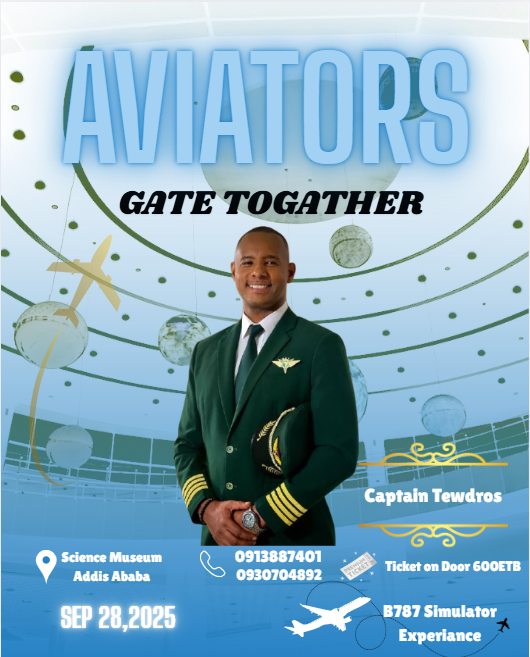 AVIATORS
GATE TOGATHER
Captain Tewdros
Science Museum
Addis Ababa
0913887401
0930704892
Ticket on Door 600ETB
SEP 28,2025
B787 Simulator
Experiance